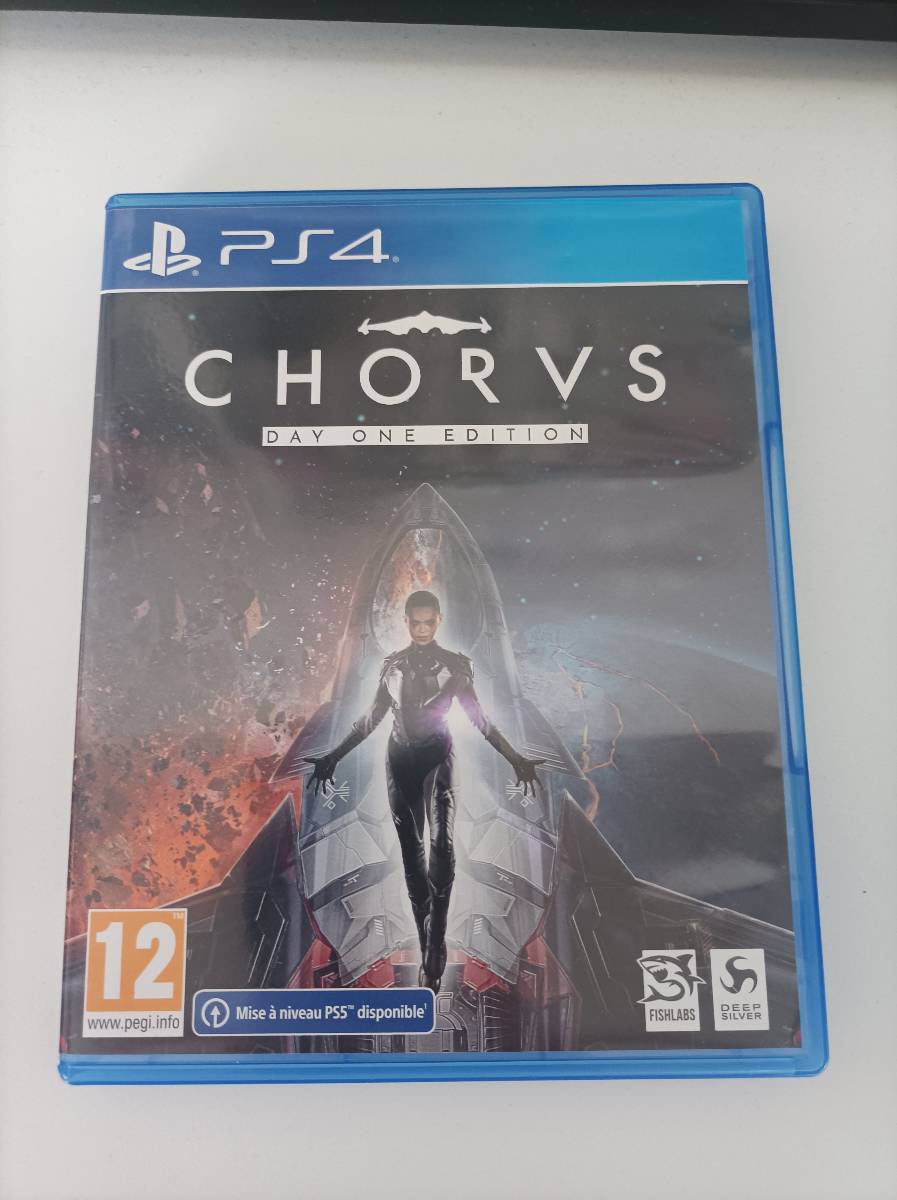 PS4
CHORVS
DAY ONE EDITION
12
www.pegi.info
Mise à niveau PS5™ disponible¹
FISHLABS
DEEP
SILVER